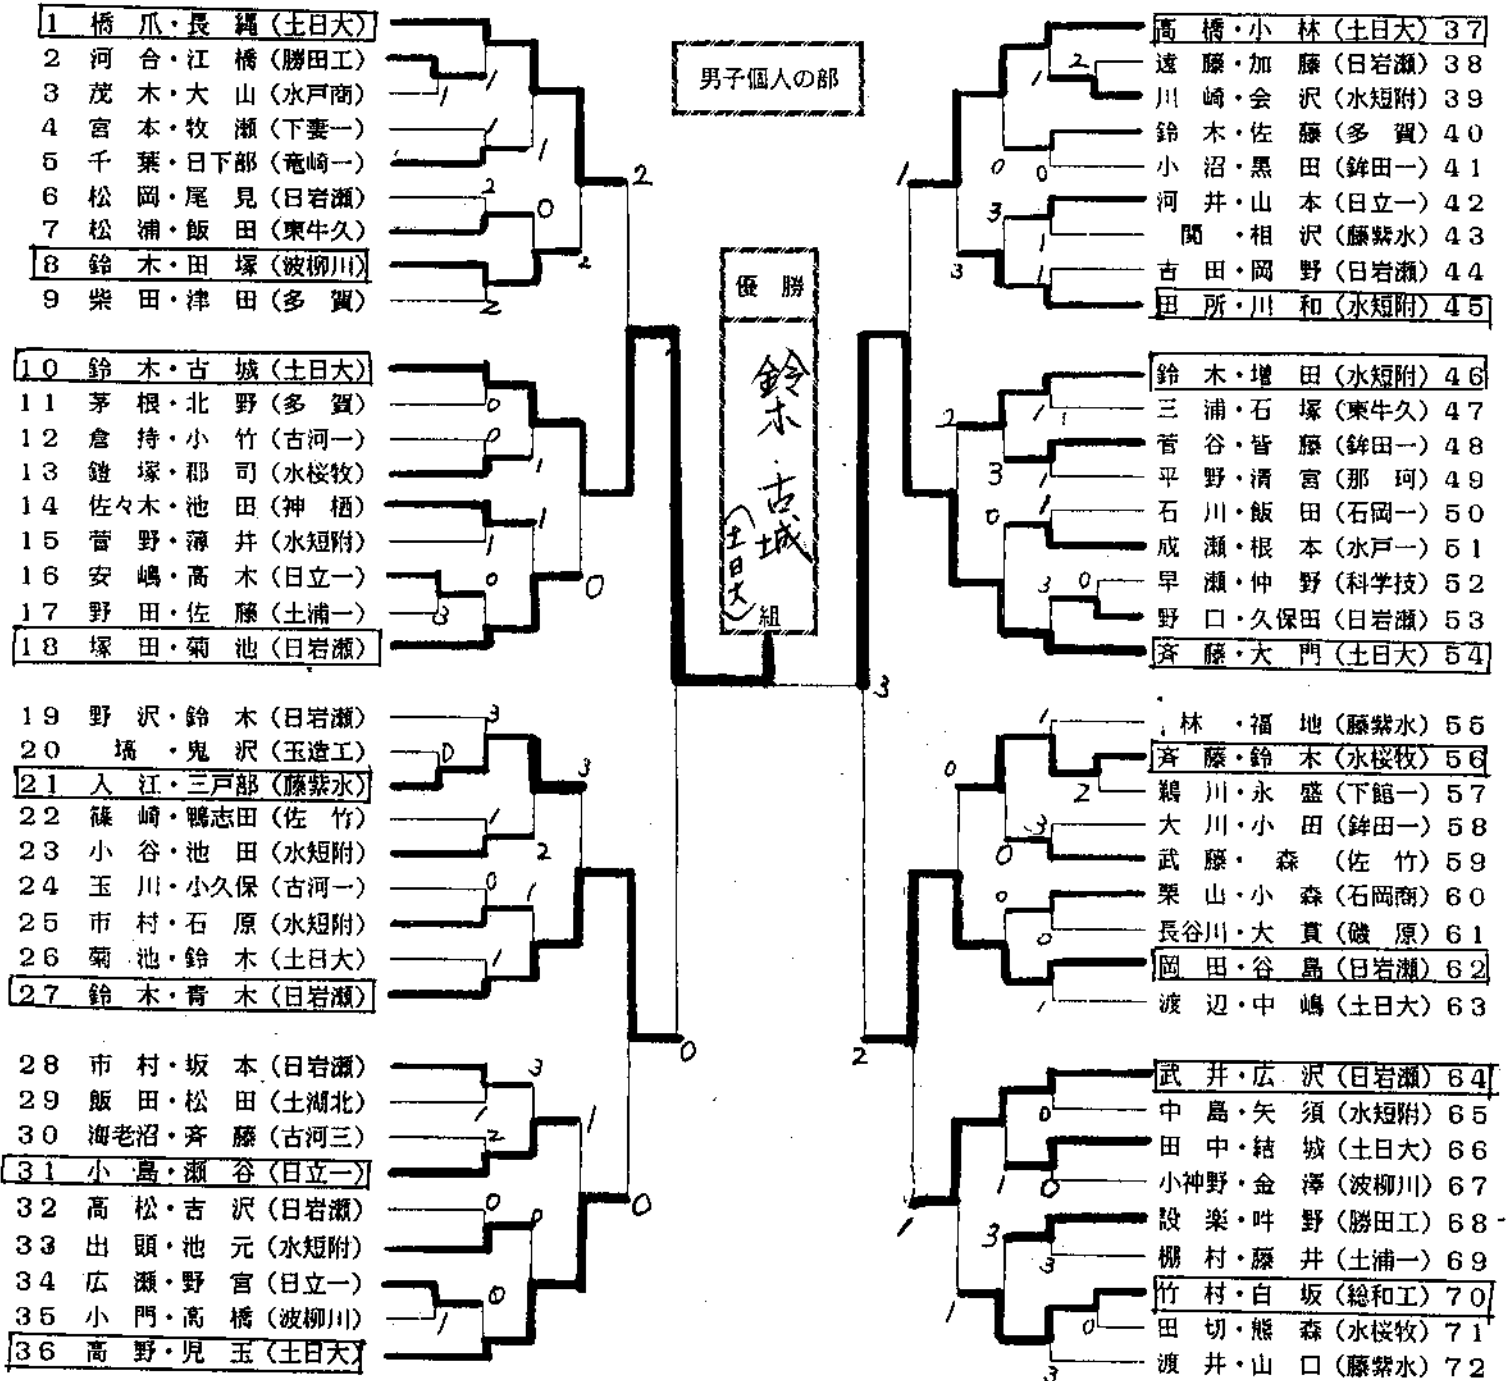 男子個人の部
優勝
鈴木・古城
(土日大)
組
1 橋爪・長縄(土日大)
2 河合・江橋(勝田工)
3 茂木・大山(水戸商)
4 宮本・牧瀬(下妻一)
5 千葉・日下部(竜崎一)
6 松岡・尾見(日岩瀬)
7 松浦・飯田(東牛久)
8 鈴木・田塚(波柳川)
9 柴田・津田(多賀)
10 鈴木・古城(土日大)
11 茅根・北野(多賀)
12 倉持・小竹(古河一)
13 鎧塚・郡司(水桜牧)
14 佐々木・池田(神栖)
15 菅野・薄井(水短附)
16 安嶋・高木(日立一)
17 野田・佐藤(土浦一)
18 塚田・菊池(日岩瀬)
19 野沢・鈴木(日岩瀬)
20 塙・鬼沢(玉造工)
21 入江・三戸部(藤紫水)
22 篠崎・鴨志田(佐竹)
23 小谷・池田(水短附)
24 玉川・小久保(古河一)
25 市村・石原(水短附)
26 菊池・鈴木(土日大)
27 鈴木・青木(日岩瀬)
28 市村・坂本(日岩瀬)
29 飯田・松田(土湖北)
30 海老沼・斉藤(古河三)
31 小島・瀬谷(日立一)
32 高松・吉沢(日岩瀬)
33 出頭・池元(水短附)
34 広瀬・野宮(日立一)
35 小門・高橋(波柳川)
36 高野・児玉(土日大)
高橋・小林(土日大)37
遠藤・加藤(日岩瀬)38
川崎・会沢(水短附)39
鈴木・佐藤(多賀)40
小沼・黒田(鉾田一)41
河井・山本(日立一)42
関・相沢(藤紫水)43
吉田・岡野(日岩瀬)44
田所・川和(水短附)45
鈴木・増田(水短附)46
三浦・石塚(東牛久)47
菅谷・皆藤(鉾田一)48
平野・清宮(那珂)49
石川・飯田(石岡一)50
成瀬・根本(水戸一)51
早瀬・仲野(科学技)52
野口・久保田(日岩瀬)53
斉藤・大門(土日大)54
林・福地(藤紫水)55
斉藤・鈴木(水桜牧)56
鵜川・永盛(下館一)57
大川・小田(鉾田一)58
武藤・森(佐竹)59
栗山・小森(石岡商)60
長谷川・大貫(磯原)61
岡田・谷島(日岩瀬)62
渡辺・中嶋(土日大)63
武井・広沢(日岩瀬)64
中島・矢須(水短附)65
田中・結城(土日大)66
小神野・金澤(波柳川)67
設楽・叶野(勝田工)68
棚村・藤井(土浦一)69
竹村・白坂(総和工)70
田切・熊森(水桜牧)71
渡井・山口(藤紫水)72